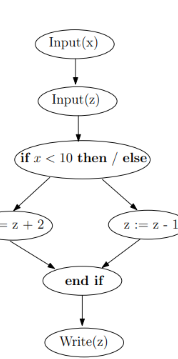 Input(x)
Input(z)
if x < 10 then / else
= z + 2
z := z - 1
end if
Write(z)